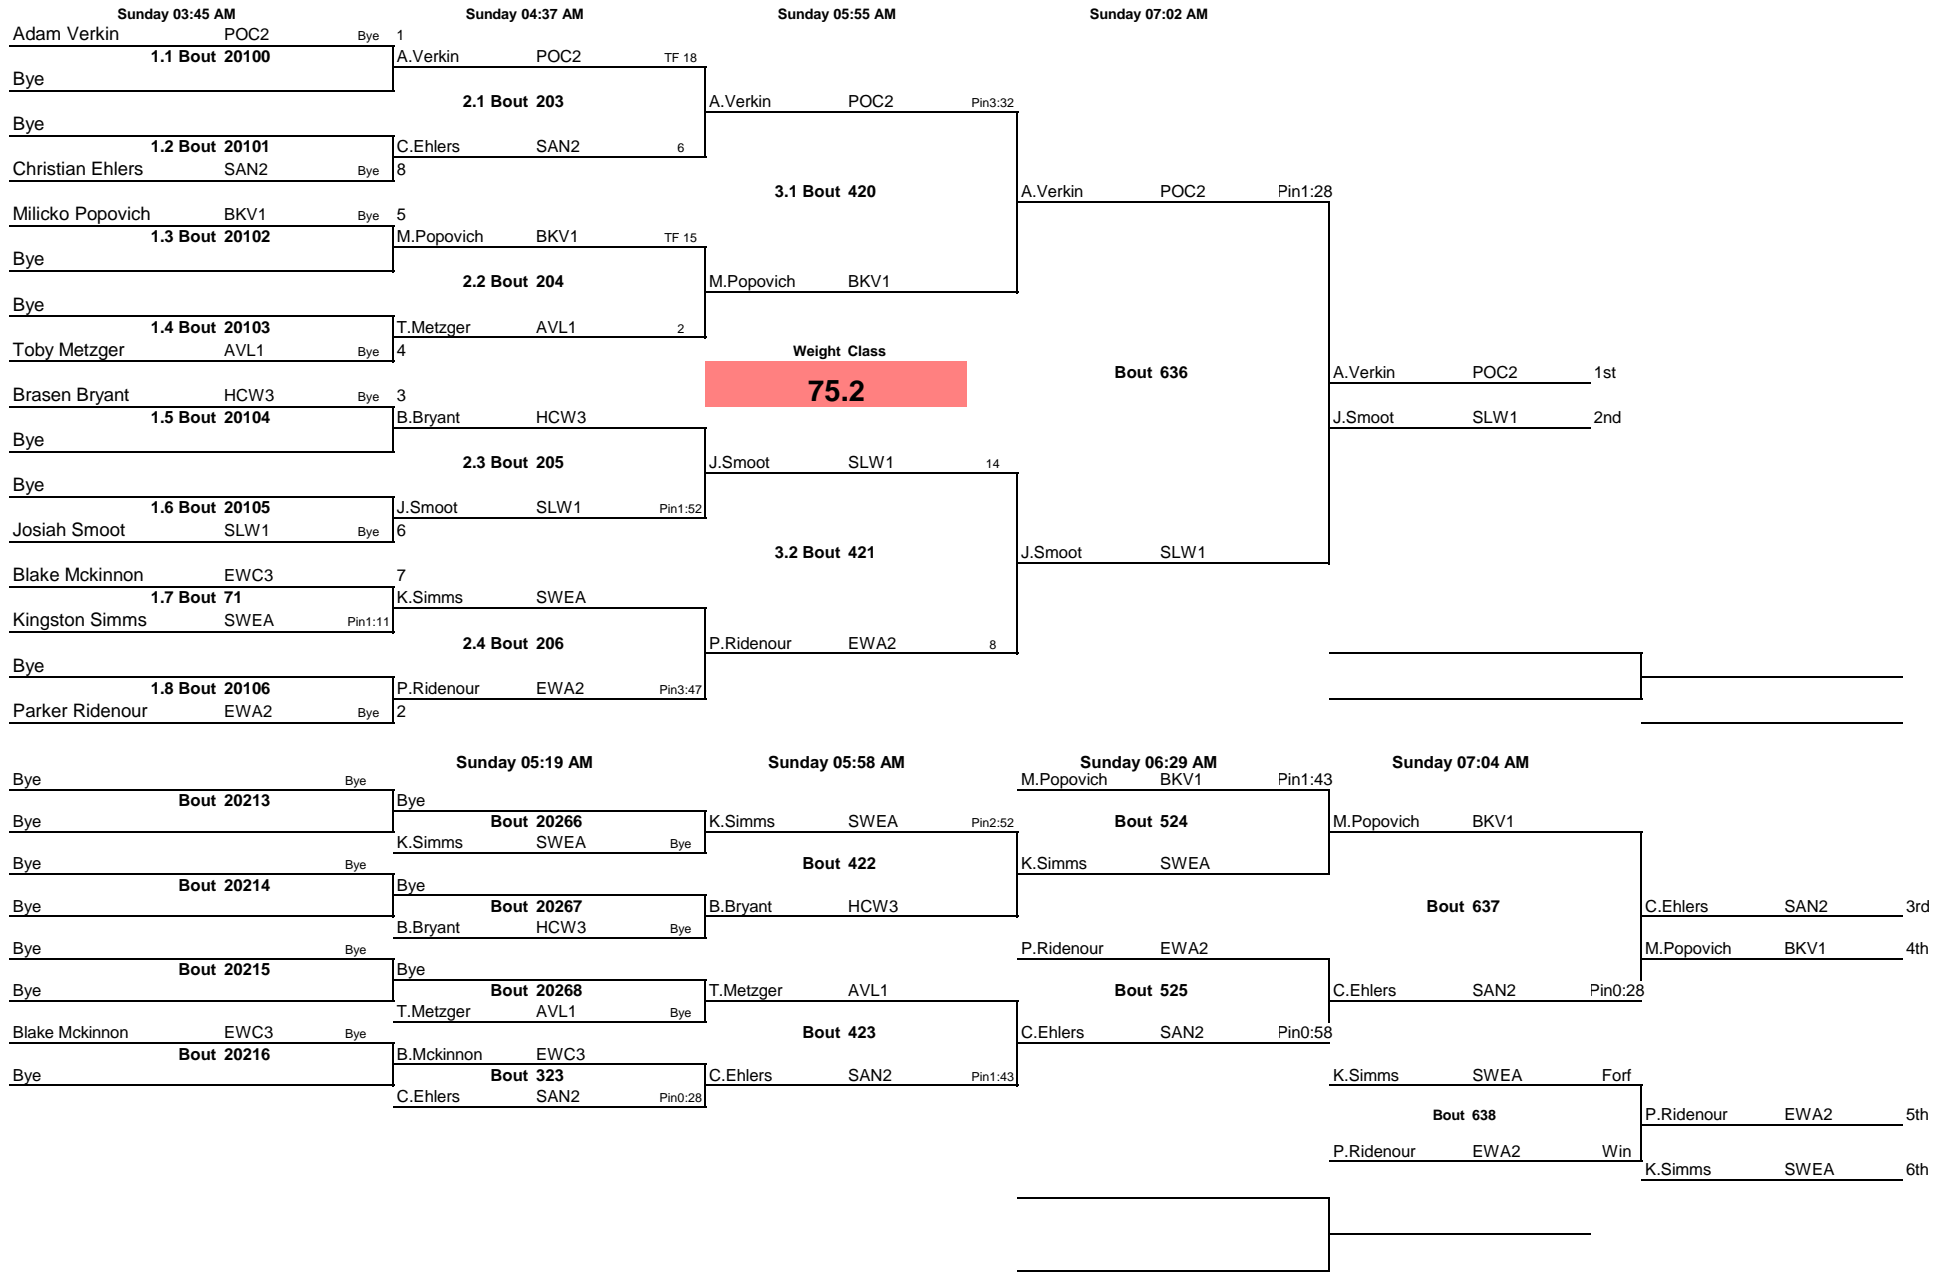 Sunday 03:45 AM Sunday 04:37 AM Sunday 05:55 AM Sunday 07:02 AM
Adam Verkin POC2 Bye 1
1.1 Bout 20100 A.Verkin POC2 TF 18
Bye
2.1 Bout 203 A.Verkin POC2 Pin3:32
Bye
1.2 Bout 20101 C.Ehlers SAN2 6
Christian Ehlers SAN2 Bye 8
3.1 Bout 420 A.Verkin POC2 Pin1:28
Milicko Popovich BKV1 Bye 5
1.3 Bout 20102 M.Popovich BKV1 TF 15
Bye
2.2 Bout 204 M.Popovich BKV1
Bye
1.4 Bout 20103 T.Metzger AVL1 2
Toby Metzger AVL1 Bye 4 Weight Class
Bout 636 A.Verkin POC2 1st
75.2
Brasen Bryant HCW3 Bye 3
1.5 Bout 20104 B.Bryant HCW3 J.Smoot SLW1 2nd
Bye
2.3 Bout 205 J.Smoot SLW1 14
Bye
1.6 Bout 20105 J.Smoot SLW1 Pin1:52
Josiah Smoot SLW1 Bye 6
3.2 Bout 421 J.Smoot SLW1
Blake Mckinnon EWC3 7
1.7 Bout 71 K.Simms SWEA
Kingston Simms SWEA Pin1:11
2.4 Bout 206 P.Ridenour EWA2 8
Bye
1.8 Bout 20106 P.Ridenour EWA2 Pin3:47
Parker Ridenour EWA2 Bye 2
Sunday 05:19 AM Sunday 05:58 AM Sunday 06:29 AM Sunday 07:04 AM
Bye Bye M.Popovich BKV1 Pin1:43
Bout 20213 Bye
Bye Bout 20266 K.Simms SWEA Pin2:52 Bout 524 M.Popovich BKV1
K.Simms SWEA Bye
Bye Bye Bout 422 K.Simms SWEA
Bout 20214 Bye
Bye Bout 20267 B.Bryant HCW3 Bout 637 C.Ehlers SAN2 3rd
B.Bryant HCW3 Bye
Bye Bye P.Ridenour EWA2 M.Popovich BKV1 4th
Bout 20215 Bye
Bye Bout 20268 T.Metzger AVL1 Bout 525 C.Ehlers SAN2 Pin0:28
T.Metzger AVL1 Bye
Blake Mckinnon EWC3 Bye Bout 423 C.Ehlers SAN2 Pin0:58
Bout 20216 B.Mckinnon EWC3
Bye Bout 323 C.Ehlers SAN2 Pin1:43 K.Simms SWEA Forf
C.Ehlers SAN2 Pin0:28
Bout 638 P.Ridenour EWA2 5th
P.Ridenour EWA2 Win
K.Simms SWEA 6th